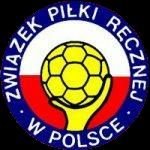 ZWIĄZEK PIŁKI RĘCZNEJ
• W POLSCE •